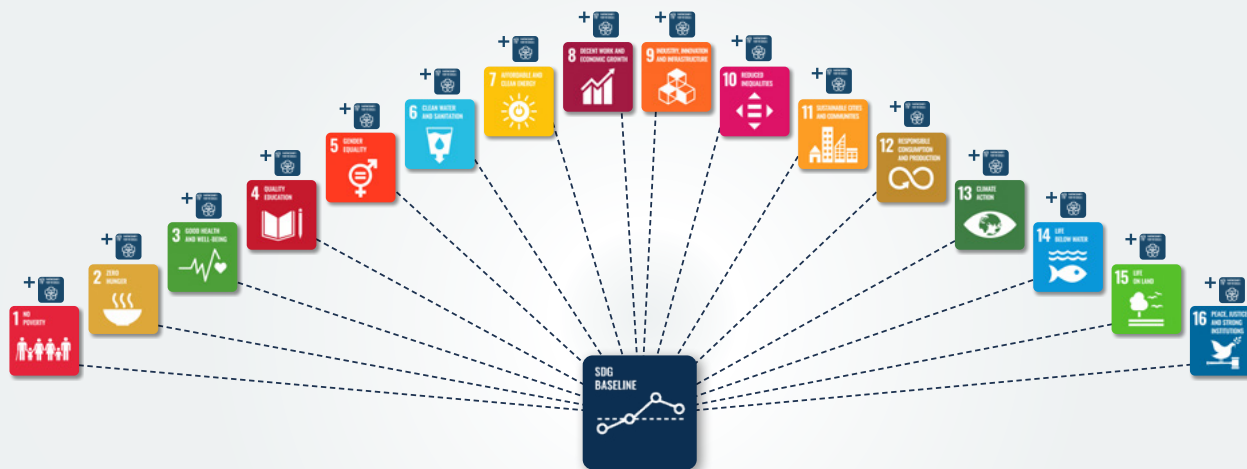 1 NO
POVERTY
2 ZERO
HUNGER
3 GOOD HEALTH
AND WELL-BEING
4 QUALITY
EDUCATION
5 GENDER
EQUALITY
6 CLEAN WATER
AND SANITATION
7 AFFORDABLE AND
CLEAN ENERGY
8 DECENT WORK AND
ECONOMIC GROWTH
9 INDUSTRY, INNOVATION
AND INFRASTRUCTURE
10 REDUCED
INEQUALITIES
11 SUSTAINABLE CITIES
AND COMMUNITIES
12 RESPONSIBLE
CONSUMPTION
AND PRODUCTION
13 CLIMATE
ACTION
14 LIFE
BELOW WATER
15 LIFE
ON LAND
16 PEACE, JUSTICE
AND STRONG
INSTITUTIONS
SDG
BASELINE